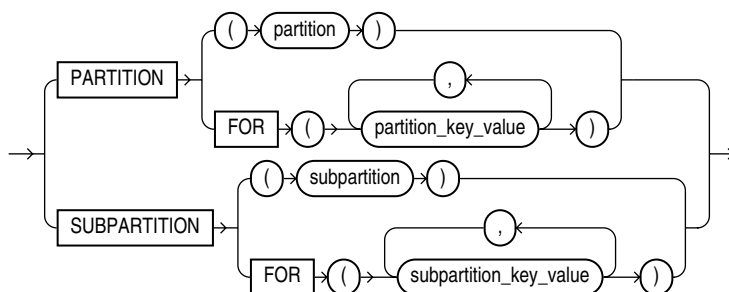 ( partition )
,
PARTITION
FOR ( partition_key_value )
( subpartition )
,
SUBPARTITION
FOR ( subpartition_key_value )